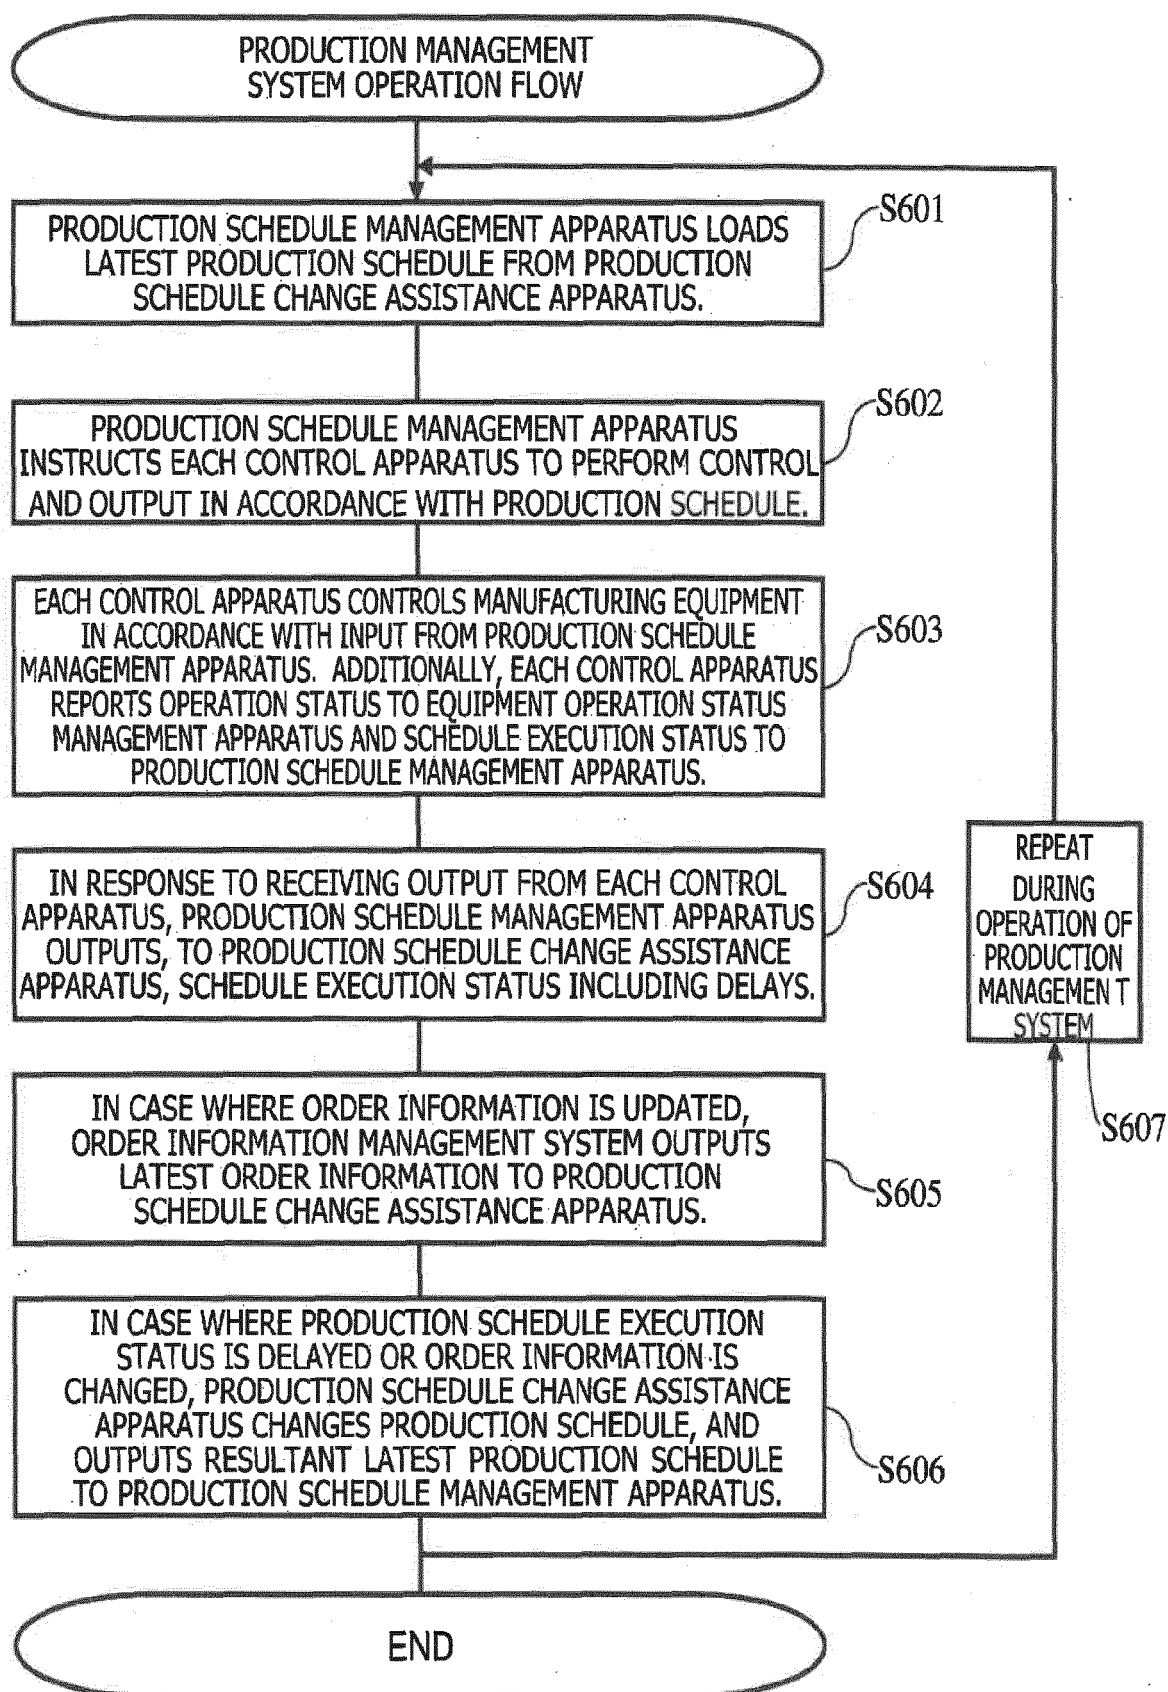 PRODUCTION MANAGEMENT
SYSTEM OPERATION FLOW
S601
PRODUCTION SCHEDULE MANAGEMENT APPARATUS LOADS
LATEST PRODUCTION SCHEDULE FROM PRODUCTION
SCHEDULE CHANGE ASSISTANCE APPARATUS.
S602
PRODUCTION SCHEDULE MANAGEMENT APPARATUS
INSTRUCTS EACH CONTROL APPARATUS TO PERFORM CONTROL
AND OUTPUT IN ACCORDANCE WITH PRODUCTION SCHEDULE.
S603
EACH CONTROL APPARATUS CONTROLS MANUFACTURING EQUIPMENT
IN ACCORDANCE WITH INPUT FROM PRODUCTION SCHEDULE
MANAGEMENT APPARATUS. ADDITIONALLY, EACH CONTROL APPARATUS
REPORTS OPERATION STATUS TO EQUIPMENT OPERATION STATUS
MANAGEMENT APPARATUS AND SCHEDULE EXECUTION STATUS TO
PRODUCTION SCHEDULE MANAGEMENT APPARATUS.
S604
IN RESPONSE TO RECEIVING OUTPUT FROM EACH CONTROL
APPARATUS, PRODUCTION SCHEDULE MANAGEMENT APPARATUS
OUTPUTS, TO PRODUCTION SCHEDULE CHANGE ASSISTANCE
APPARATUS, SCHEDULE EXECUTION STATUS INCLUDING DELAYS.
REPEAT
DURING
OPERATION OF
PRODUCTION
MANAGEMEN T
SYSTEM
S607
IN CASE WHERE ORDER INFORMATION IS UPDATED,
ORDER INFORMATION MANAGEMENT SYSTEM OUTPUTS
LATEST ORDER INFORMATION TO PRODUCTION
SCHEDULE CHANGE ASSISTANCE APPARATUS.
S605
IN CASE WHERE PRODUCTION SCHEDULE EXECUTION
STATUS IS DELAYED OR ORDER INFORMATION IS
CHANGED, PRODUCTION SCHEDULE CHANGE ASSISTANCE
APPARATUS CHANGES PRODUCTION SCHEDULE, AND
OUTPUTS RESULTANT LATEST PRODUCTION SCHEDULE
TO PRODUCTION SCHEDULE MANAGEMENT APPARATUS.
S606
END